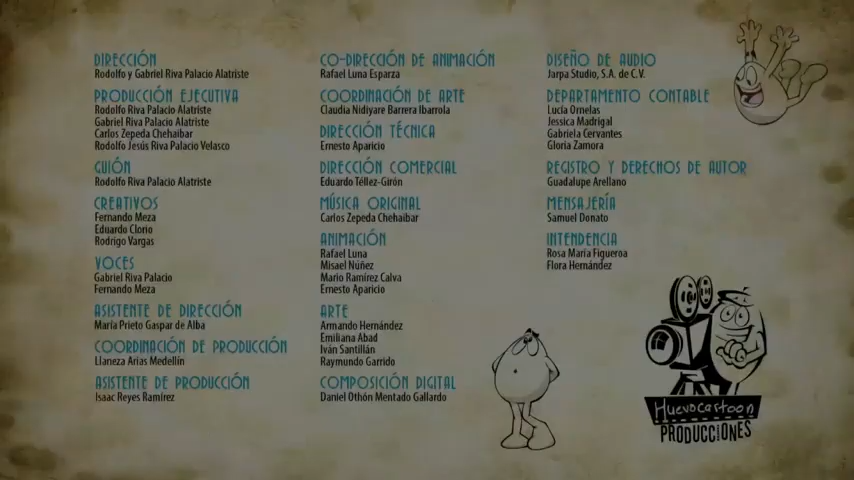 DIRECCIÓN
Rodolfo y Gabriel Riva Palacio Alatriste
PRODUCCIÓN EJECUTIVA
Rodolfo Riva Palacio Alatriste
Gabriel Riva Palacio Alatriste
Carlos Zepeda Chehaibar
Rodolfo Jesús Riva Palacio Velasco
GUIÓN
Rodolfo Riva Palacio Alatriste
CREATIVOS
Fernando Meza
Eduardo Clorio
Rodrigo Vargas
VOCES
Gabriel Riva Palacio
Fernando Meza
ASISTENTE DE DIRECCIÓN
María Prieto Gaspar de Alba
COORDINACIÓN DE PRODUCCIÓN
Llaneza Arias Medellín
ASISTENTE DE PRODUCCIÓN
Isaac Reyes Ramírez
CO-DIRECCIÓN DE ANIMACIÓN
Rafael Luna Esparza
COORDINACIÓN DE ARTE
Claudia Nidiyare Barrera Ibarrola
DIRECCIÓN TÉCNICA
Ernesto Aparicio
DIRECCIÓN COMERCIAL
Eduardo Téllez-Girón
MÚSICA ORIGINAL
Carlos Zepeda Chehaibar
ANIMACIÓN
Rafael Luna
Misael Núñez
Mario Ramírez Calva
Ernesto Aparicio
ARTE
Armando Hernández
Emiliana Abad
Iván Santillán
Raymundo Garrido
COMPOSICIÓN DIGITAL
Daniel Othón Mentado Gallardo
DISEÑO DE AUDIO
Jarpa Studio, S.A. de C.V.
DEPARTAMENTO CONTABLE
Lucía Ornelas
Jessica Madrigal
Gabriela Cervantes
Gloria Zamora
REGISTRO Y DERECHOS DE AUTOR
Guadalupe Arellano
MENSAJERÍA
Samuel Donato
INTENDENCIA
Rosa María Figueroa
Flora Hernández
Huevocartoon
PRODUCCIONES